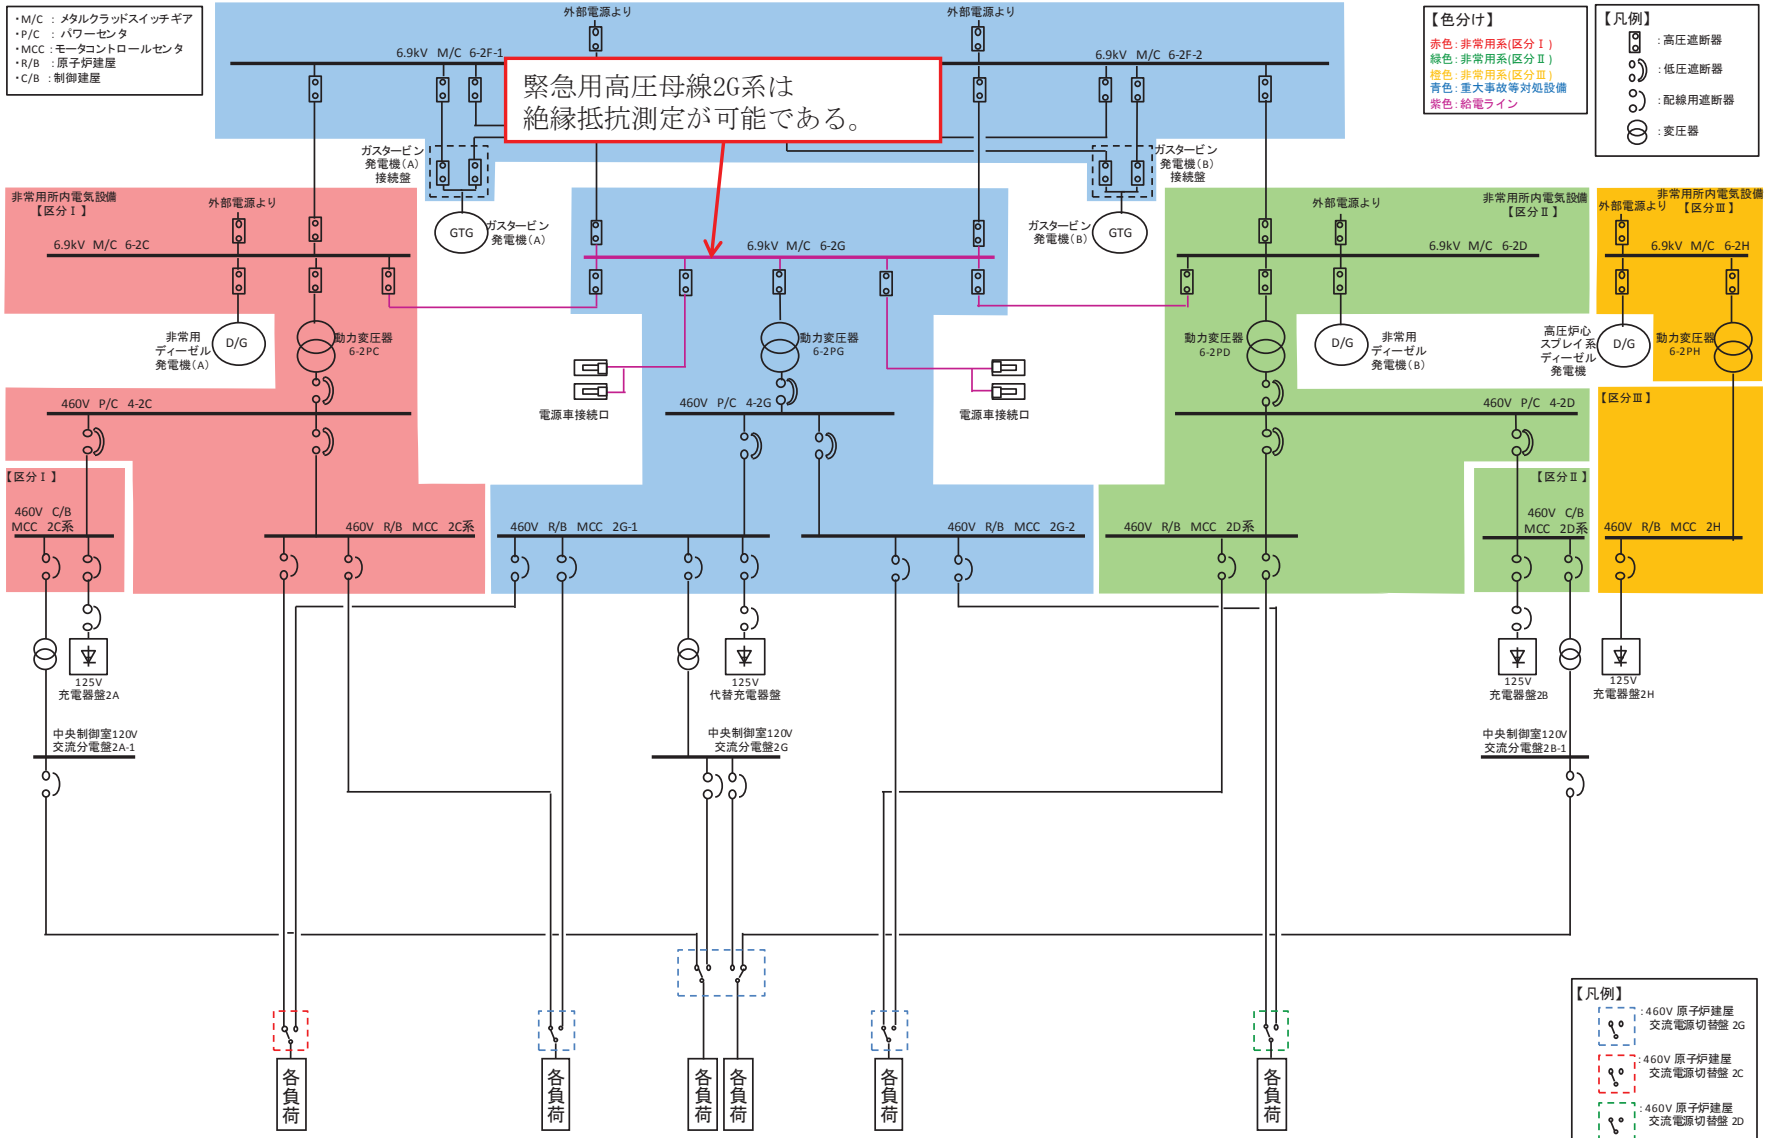 ・M/C : メタルクラッドスイッチギア
・P/C : パワーセンタ
・MCC : モータコントロールセンタ
・R/B : 原子炉建屋
・C/B : 制御建屋
外部電源より
外部電源より
6.9kV M/C 6-2F-1
6.9kV M/C 6-2F-2
緊急用高圧母線2G系は
絶縁抵抗測定が可能である。
【色分け】
赤色:非常用系(区分Ⅰ)
緑色:非常用系(区分Ⅱ)
橙色:非常用系(区分Ⅲ)
青色:重大事故等対処設備
紫色:給電ライン
【凡例】
:高圧遮断器
:低圧遮断器
:配線用遮断器
:変圧器
ガスタービン
発電機(A)
接続盤
ガスタービン
発電機(B)
接続盤
GTG
ガスタービン
発電機(A)
ガスタービン
発電機(B)
GTG
非常用所内電気設備
【区分Ⅰ】
外部電源より
6.9kV M/C 6-2C
6.9kV M/C 6-2G
外部電源より
非常用所内電気設備
【区分Ⅱ】
6.9kV M/C 6-2D
非常用所内電気設備
外部電源より
【区分Ⅲ】
6.9kV M/C 6-2H
非常用
ディーゼル
発電機(A)
D/G
動力変圧器
6-2PC
動力変圧器
6-2PG
動力変圧器
6-2PD
D/G
非常用
ディーゼル
発電機(B)
高圧炉心
スプレイ系
ディーゼル
発電機
D/G
動力変圧器
6-2PH
電源車接続口
電源車接続口
460V P/C 4-2C
460V P/C 4-2G
460V P/C 4-2D
【区分Ⅲ】
【区分Ⅰ】
460V C/B
MCC 2C系
460V R/B MCC 2C系
460V R/B MCC 2G-1
460V R/B MCC 2G-2
460V R/B MCC 2D系
【区分Ⅱ】
460V C/B
MCC 2D系
460V R/B MCC 2H
125V
充電器盤2A
125V
代替充電器盤
125V
充電器盤2B
125V
充電器盤2H
中央制御室120V
交流分電盤2A-1
中央制御室120V
交流分電盤2G
中央制御室120V
交流分電盤2B-1
各負荷
各負荷
各負荷
各負荷
各負荷
各負荷
【凡例】
:460V 原子炉建屋
交流電源切替盤 2G
:460V 原子炉建屋
交流電源切替盤 2C
:460V 原子炉建屋
交流電源切替盤 2D